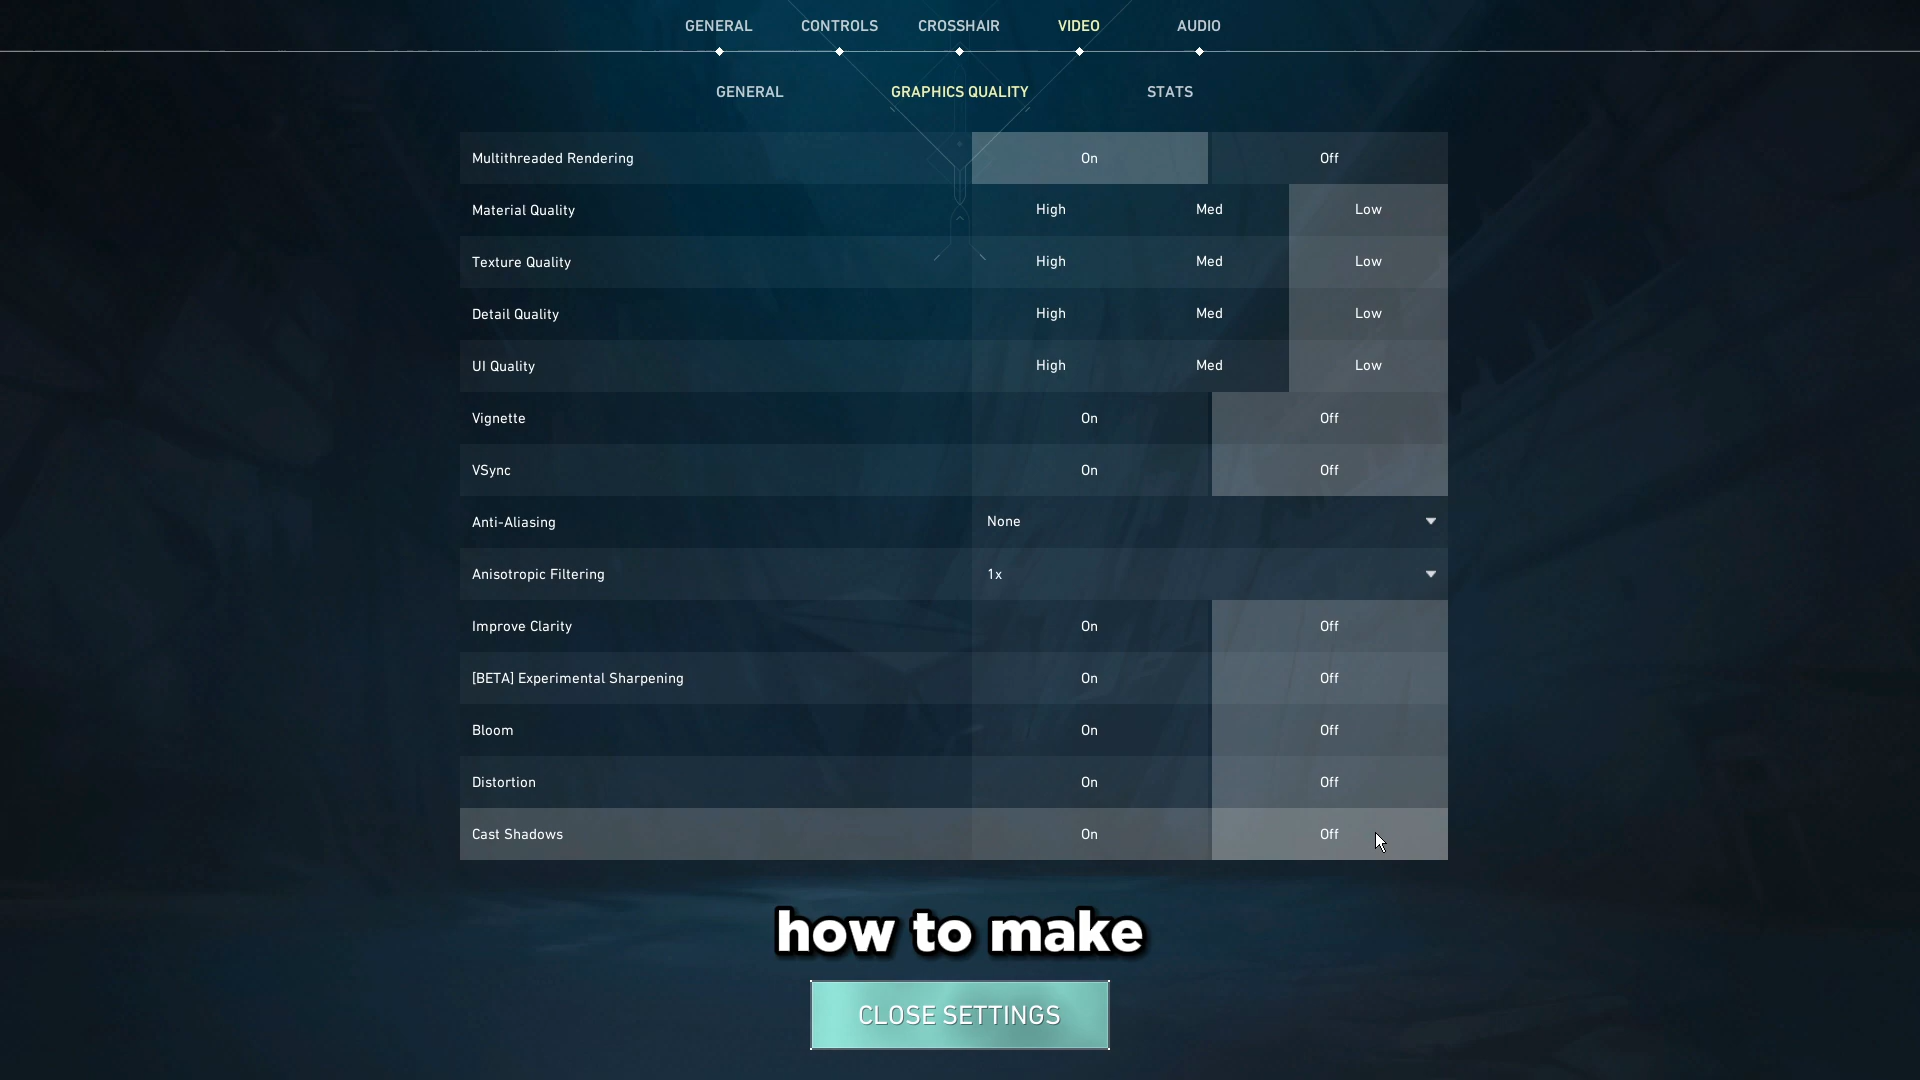 GENERAL CONTROLS CROSSHAIR VIDEO AUDIO
GENERAL GRAPHICS QUALITY STATS
Multithreaded Rendering On Off
Material Quality High Med Low
Texture Quality High Med Low
Detail Quality High Med Low
UI Quality High Med Low
Vignette On Off
VSync On Off
Anti-Aliasing None
Anisotropic Filtering 1x
Improve Clarity On Off
[BETA] Experimental Sharpening On Off
Bloom On Off
Distortion On Off
Cast Shadows On Off
how to make
CLOSE SETTINGS